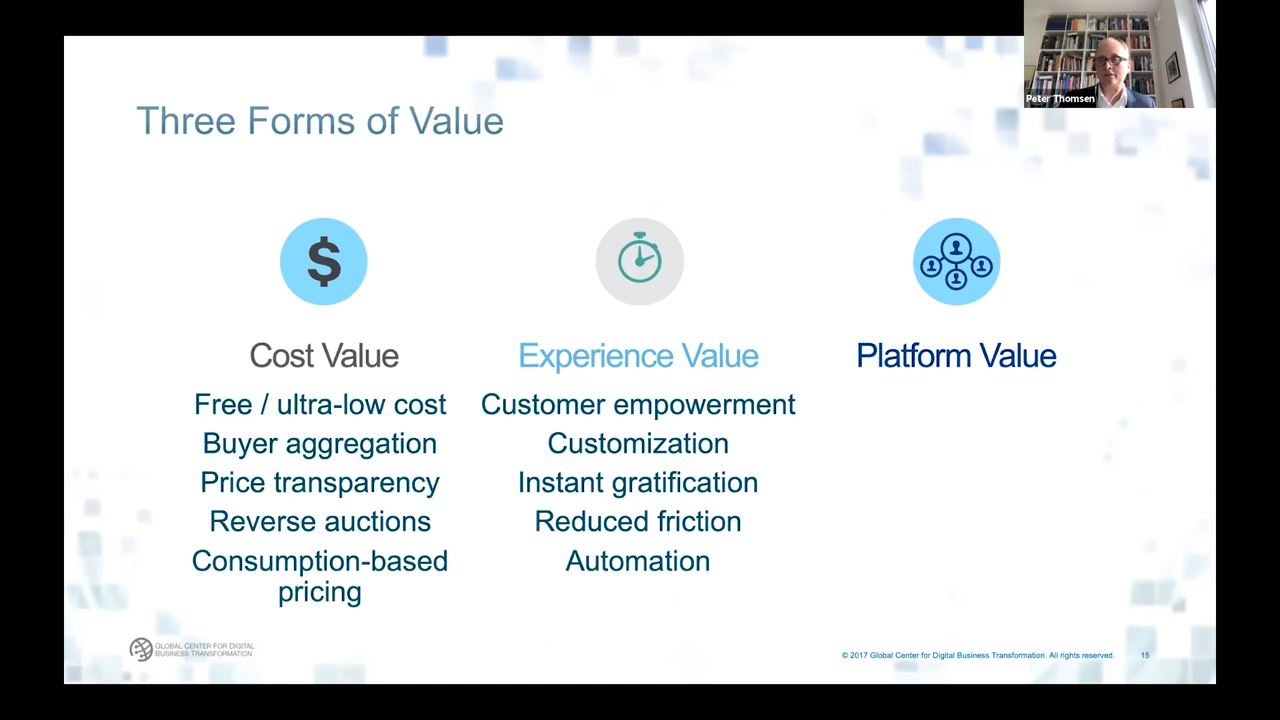 Peter Thomsen
Three Forms of Value
$
Cost Value
Free / ultra-low cost
Buyer aggregation
Price transparency
Reverse auctions
Consumption-based
pricing
Experience Value
Customer empowerment
Customization
Instant gratification
Reduced friction
Automation
Platform Value
GLOBAL CENTER FOR DIGITAL
BUSINESS TRANSFORMATION
© 2017 Global Center for Digital Business Transformation. All rights reserved.
15